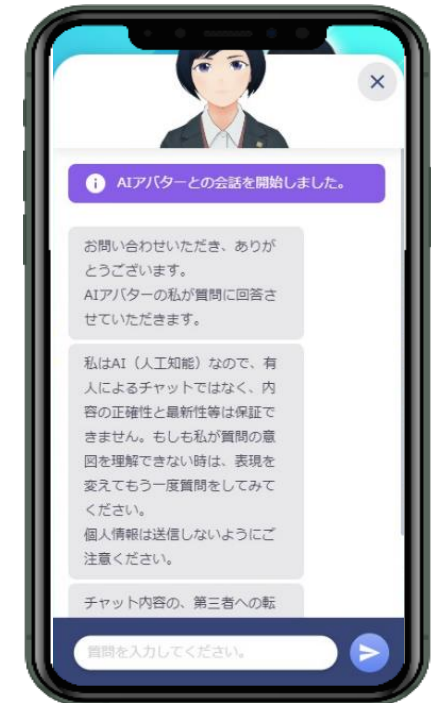 AIアバターとの会話を開始しました。
お問い合わせいただき、ありが
とうございます。
AIアバターの私が質問に回答さ
せていただきます。
私はAI（人工知能）なので、有
人によるチャットではなく、内
容の正確性と最新性等は保証で
きません。もしも私が質問の意
図を理解できない時は、表現を
変えてもう一度質問をしてみて
ください。
個人情報は送信しないようにご
注意ください。
チャット内容の、第三者への転
質問を入力してください。